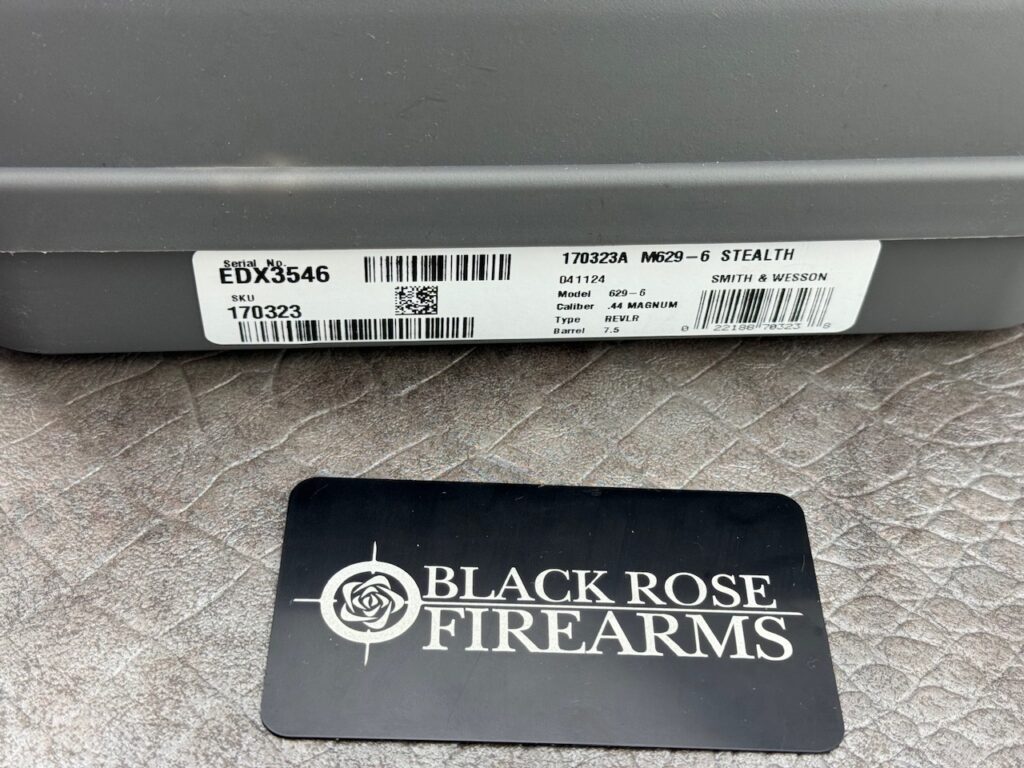 Serial No.
EDX3546
SKU
170323
170323A M629-6 STEALTH
041124
SMITH & WESSON
Model 629-6
Caliber .44 MAGNUM
Type REVLR
Barrel 7.5
0 22188 70323 8
BLACK ROSE
FIREARMS